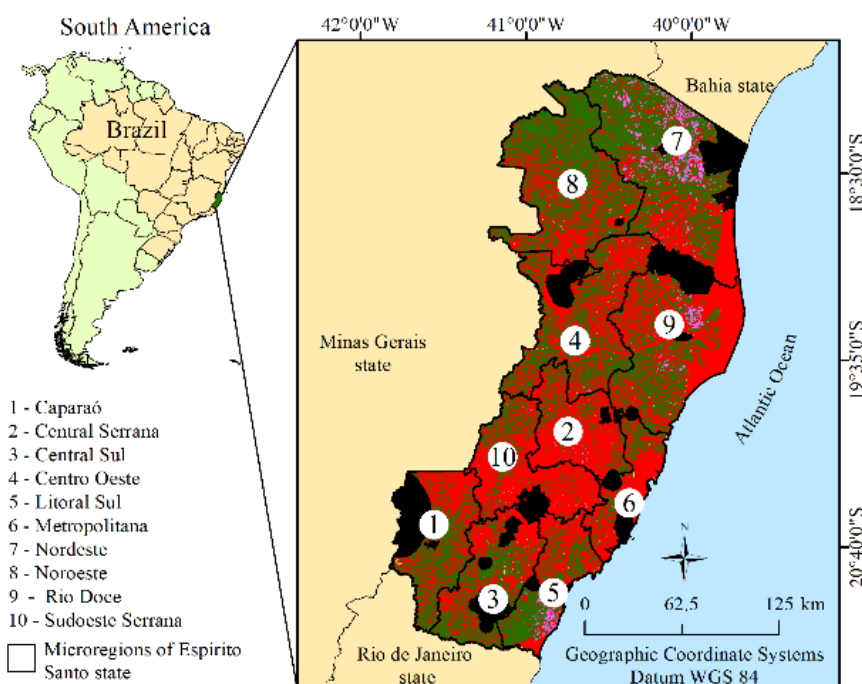 South America
Brazil
42°0'0"W
41°0'0"W
40°0'0"W
Bahia state
7
8
18°30'0"S
9
4
19°35'0"S
Minas Gerais
state
Atlantic Ocean
2
10
6
1
20°40'0"S
N
3
5
0 62,5 125 km
Rio de Janeiro
state
Geographic Coordinate Systems
Datum WGS 84
1 - Caparaó
2 - Central Serrana
3 - Central Sul
4 - Centro Oeste
5 - Litoral Sul
6 - Metropolitana
7 - Nordeste
8 - Noroeste
9 - Rio Doce
10 - Sudoeste Serrana
Microregions of Espirito
Santo state